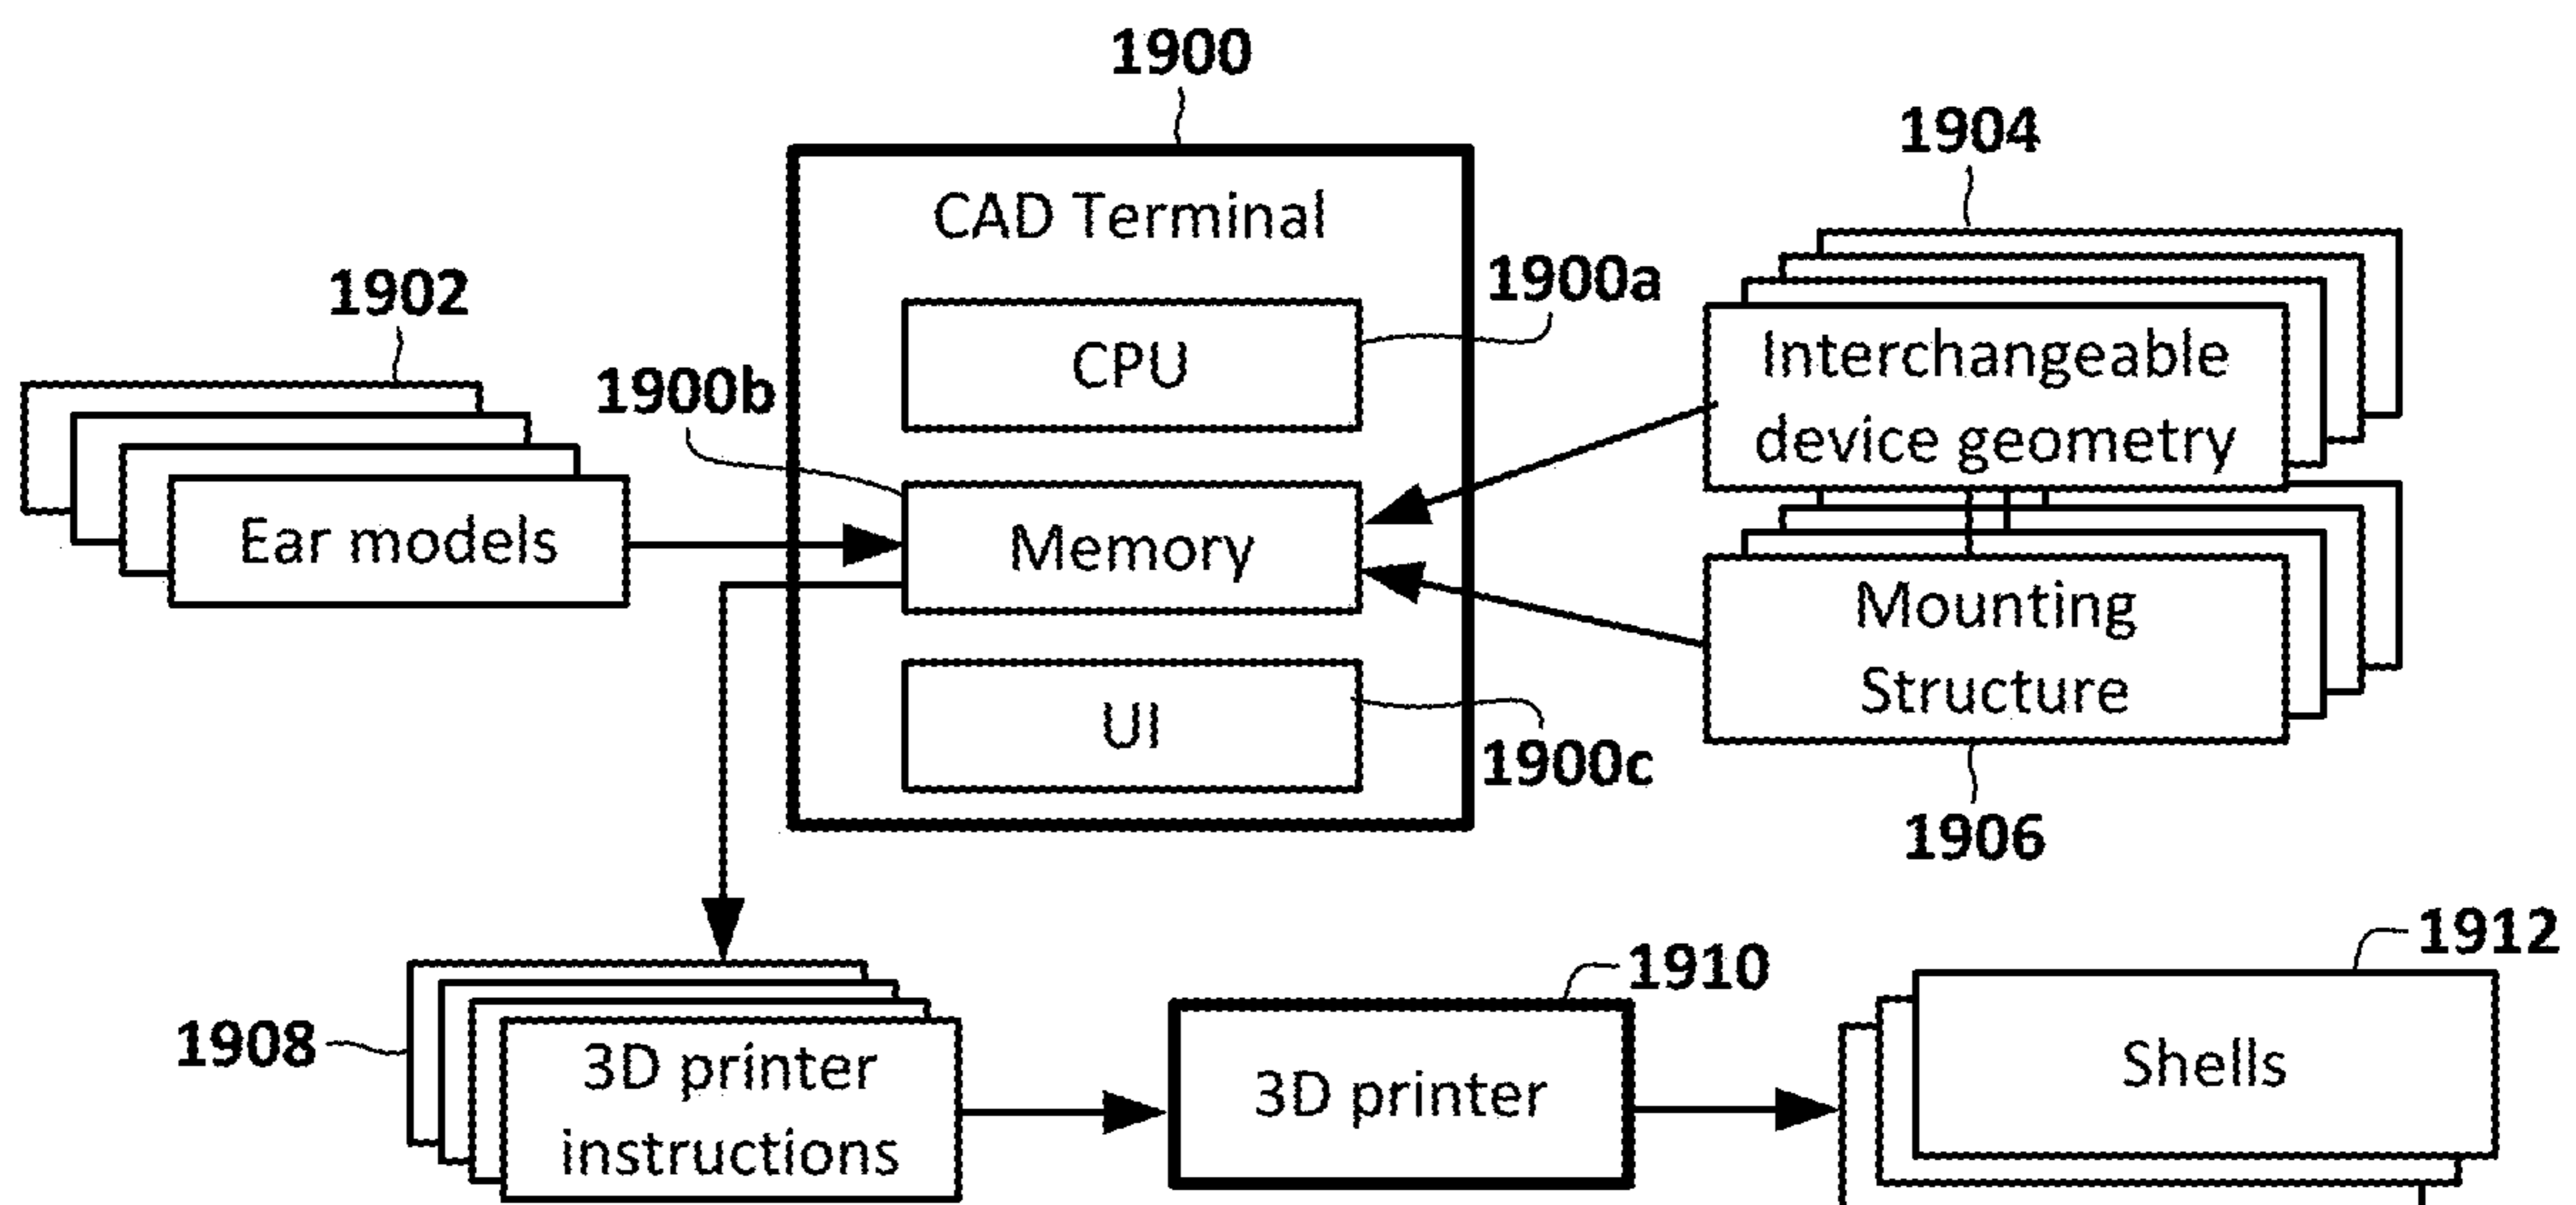 1900
1904
CAD Terminal
1902
1900a
CPU
Interchangeable
device geometry
1900b
Ear models
Memory
Mounting
Structure
UI
1900c
1906
1912
1910
1908
3D printer
instructions
3D printer
Shells